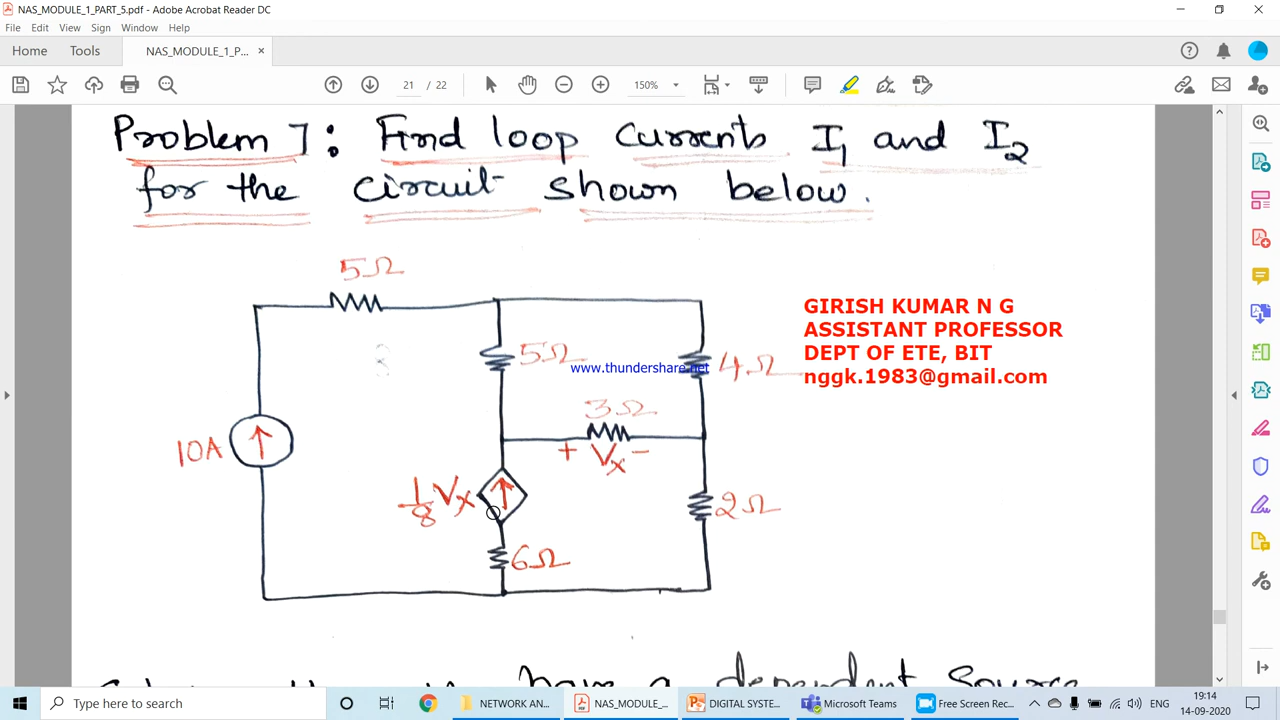 NAS_MODULE_1_PART_5.pdf - Adobe Acrobat Reader DC
File Edit View Sign Window Help
Home Tools NAS_MODULE_1_P... ×
21 / 22 150%
Problem 7: Find loop currents I1 and I2
for the circuit shown below.
5Ω
GIRISH KUMAR N G
ASSISTANT PROFESSOR
DEPT OF ETE, BIT
nggk.1983@gmail.com
5Ω
www.thundershare.net
4Ω
3Ω
10A
+ Vx -
1/8 Vx
2Ω
6Ω
have a dependent source
Type here to search
NETWORK AN... NAS_MODULE_... DIGITAL SYSTE... Microsoft Teams Free Screen Rec... ENG
19:14
14-09-2020